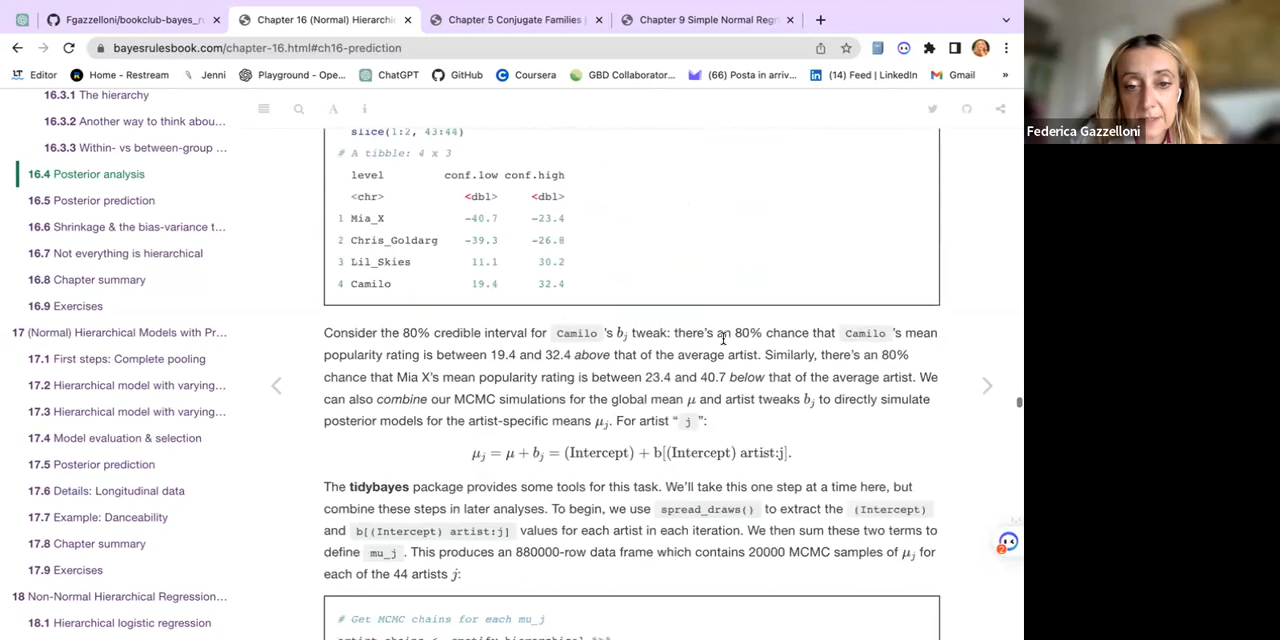 Fgazzelloni/bookclub-bayes_ru
Chapter 16 (Normal) Hierarchic
Chapter 5 Conjugate Families |
Chapter 9 Simple Normal Regr
bayesrulesbook.com/chapter-16.html#ch16-prediction
LT Editor
Home - Restream
Jenni
Playground - Ope...
ChatGPT
GitHub
Coursera
GBD Collaborator...
(66) Posta in arriv...
(14) Feed | LinkedIn
Gmail
»
16.3.1 The hierarchy
16.3.2 Another way to think abou...
16.3.3 Within- vs between-group ...
16.4 Posterior analysis
16.5 Posterior prediction
16.6 Shrinkage & the bias-variance t...
16.7 Not everything is hierarchical
16.8 Chapter summary
16.9 Exercises
17 (Normal) Hierarchical Models with Pr...
17.1 First steps: Complete pooling
17.2 Hierarchical model with varying...
17.3 Hierarchical model with varying...
17.4 Model evaluation & selection
17.5 Posterior prediction
17.6 Details: Longitudinal data
17.7 Example: Danceability
17.8 Chapter summary
17.9 Exercises
18 Non-Normal Hierarchical Regression...
18.1 Hierarchical logistic regression
slice(1:2, 43:44)
# A tibble: 4 x 3
level conf.low conf.high
<chr> <dbl> <dbl>
1 Mia_X -40.7 -23.4
2 Chris_Goldarg -39.3 -26.8
3 Lil_Skies 11.1 30.2
4 Camilo 19.4 32.4
Consider the 80% credible interval for Camilo 's bj tweak: there's an 80% chance that Camilo 's mean
popularity rating is between 19.4 and 32.4 above that of the average artist. Similarly, there's an 80%
chance that Mia X's mean popularity rating is between 23.4 and 40.7 below that of the average artist. We
can also combine our MCMC simulations for the global mean μ and artist tweaks bj to directly simulate
posterior models for the artist-specific means μj. For artist “ j ”:
μj = μ + bj = (Intercept) + b[(Intercept) artist:j].
The tidybayes package provides some tools for this task. We'll take this one step at a time here, but
combine these steps in later analyses. To begin, we use spread_draws() to extract the (Intercept)
and b[(Intercept) artist:j] values for each artist in each iteration. We then sum these two terms to
define mu_j . This produces an 880000-row data frame which contains 20000 MCMC samples of μj for
each of the 44 artists j:
# Get MCMC chains for each mu_j
Federica Gazzelloni
2